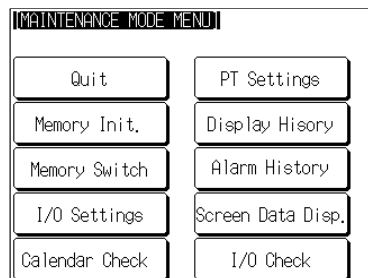 [MAINTENANCE MODE MENU]
Quit
PT Settings
Memory Init.
Display Hisory
Memory Switch
Alarm History
I/O Settings
Screen Data Disp.
Calendar Check
I/O Check